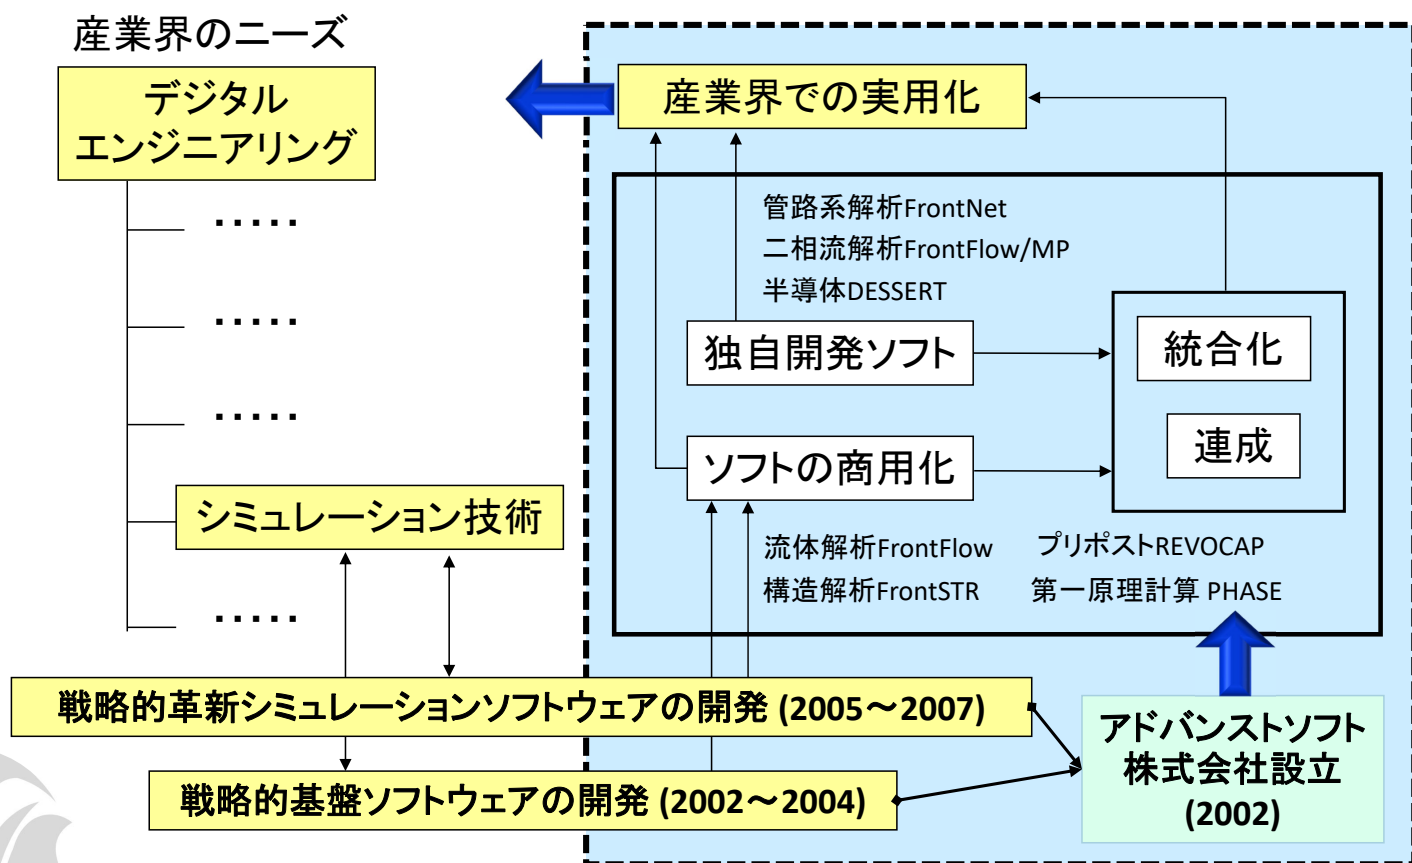 産業界のニーズ
デジタル
エンジニアリング
・・・・・
・・・・・
・・・・・
シミュレーション技術
・・・・・
産業界での実用化
管路系解析FrontNet
二相流解析FrontFlow/MP
半導体DESSERT
独自開発ソフト
統合化
ソフトの商用化
連成
流体解析FrontFlow
プリポストREVOCAP
構造解析FrontSTR
第一原理計算 PHASE
戦略的革新シミュレーションソフトウェアの開発 (2005～2007)
戦略的基盤ソフトウェアの開発 (2002～2004)
アドバンストソフト
株式会社設立
(2002)